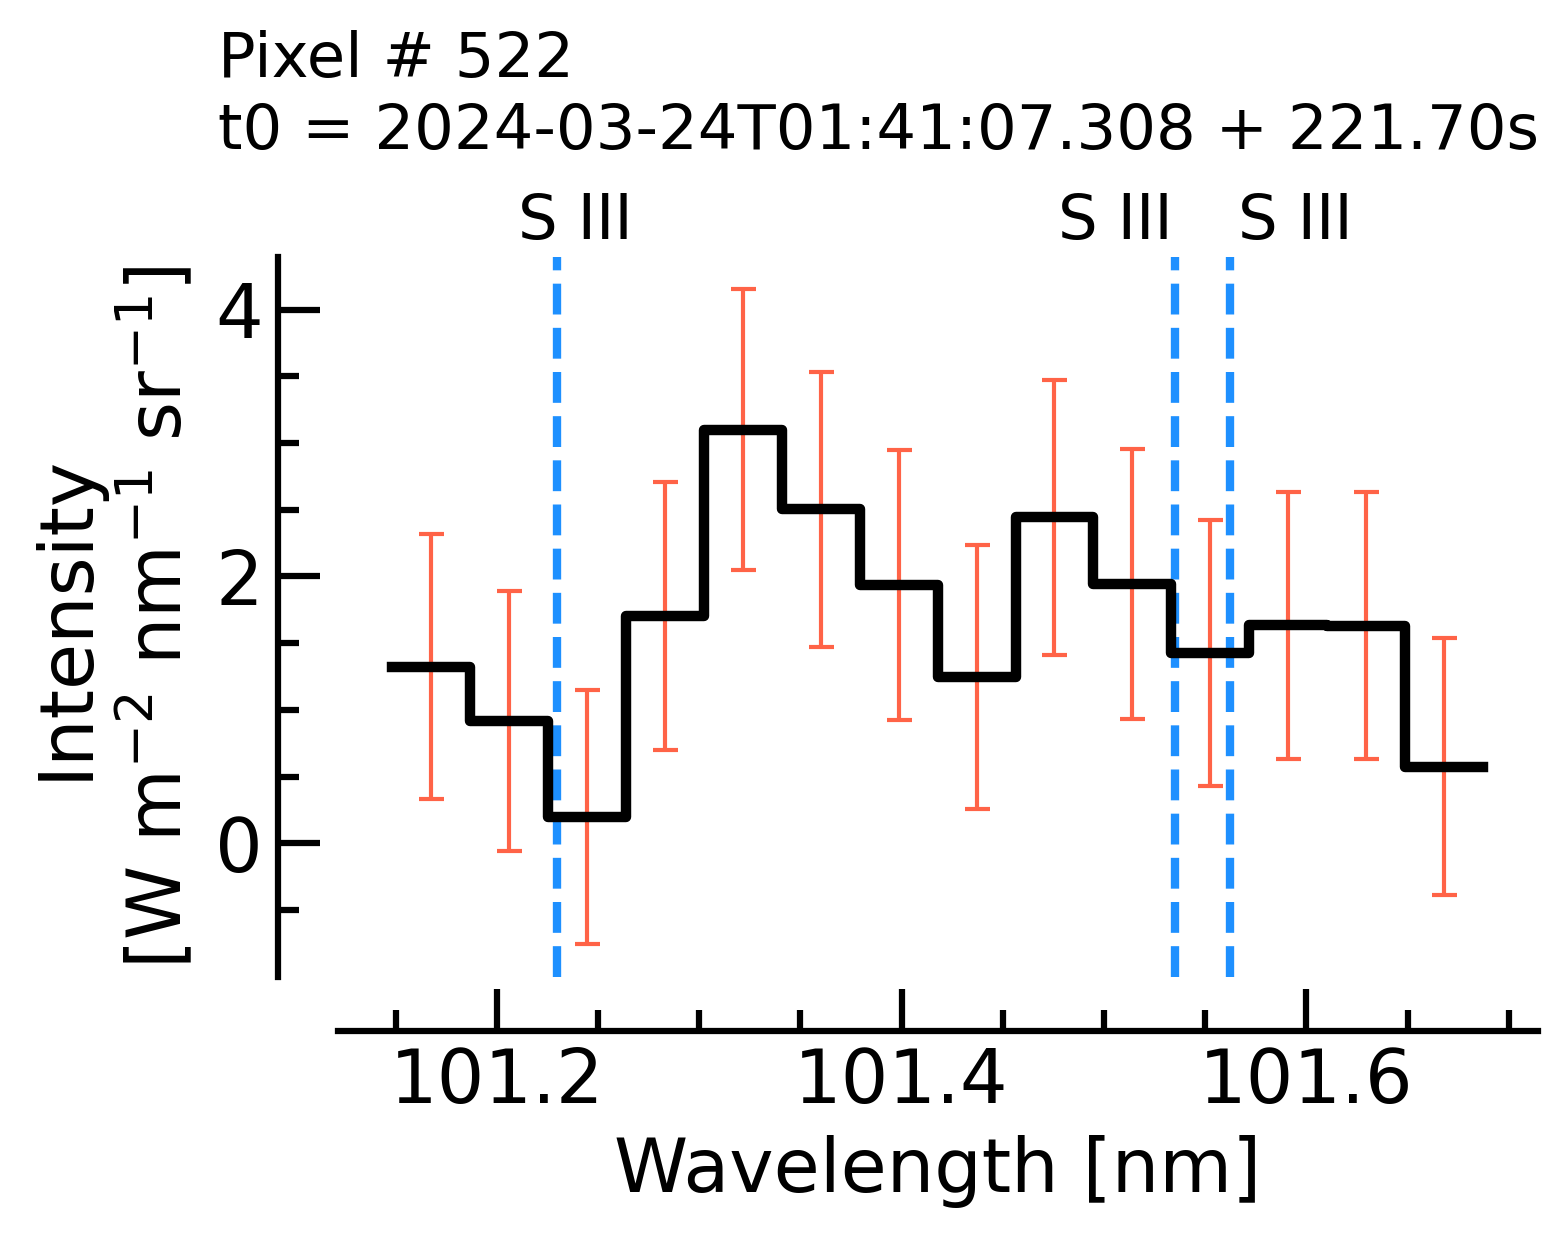 Pixel # 522
t0 = 2024-03-24T01:41:07.308 + 221.70s
S III S III S III
Intensity
[W m⁻² nm⁻¹ sr⁻¹]
4
2
0
101.2 101.4 101.6
Wavelength [nm]